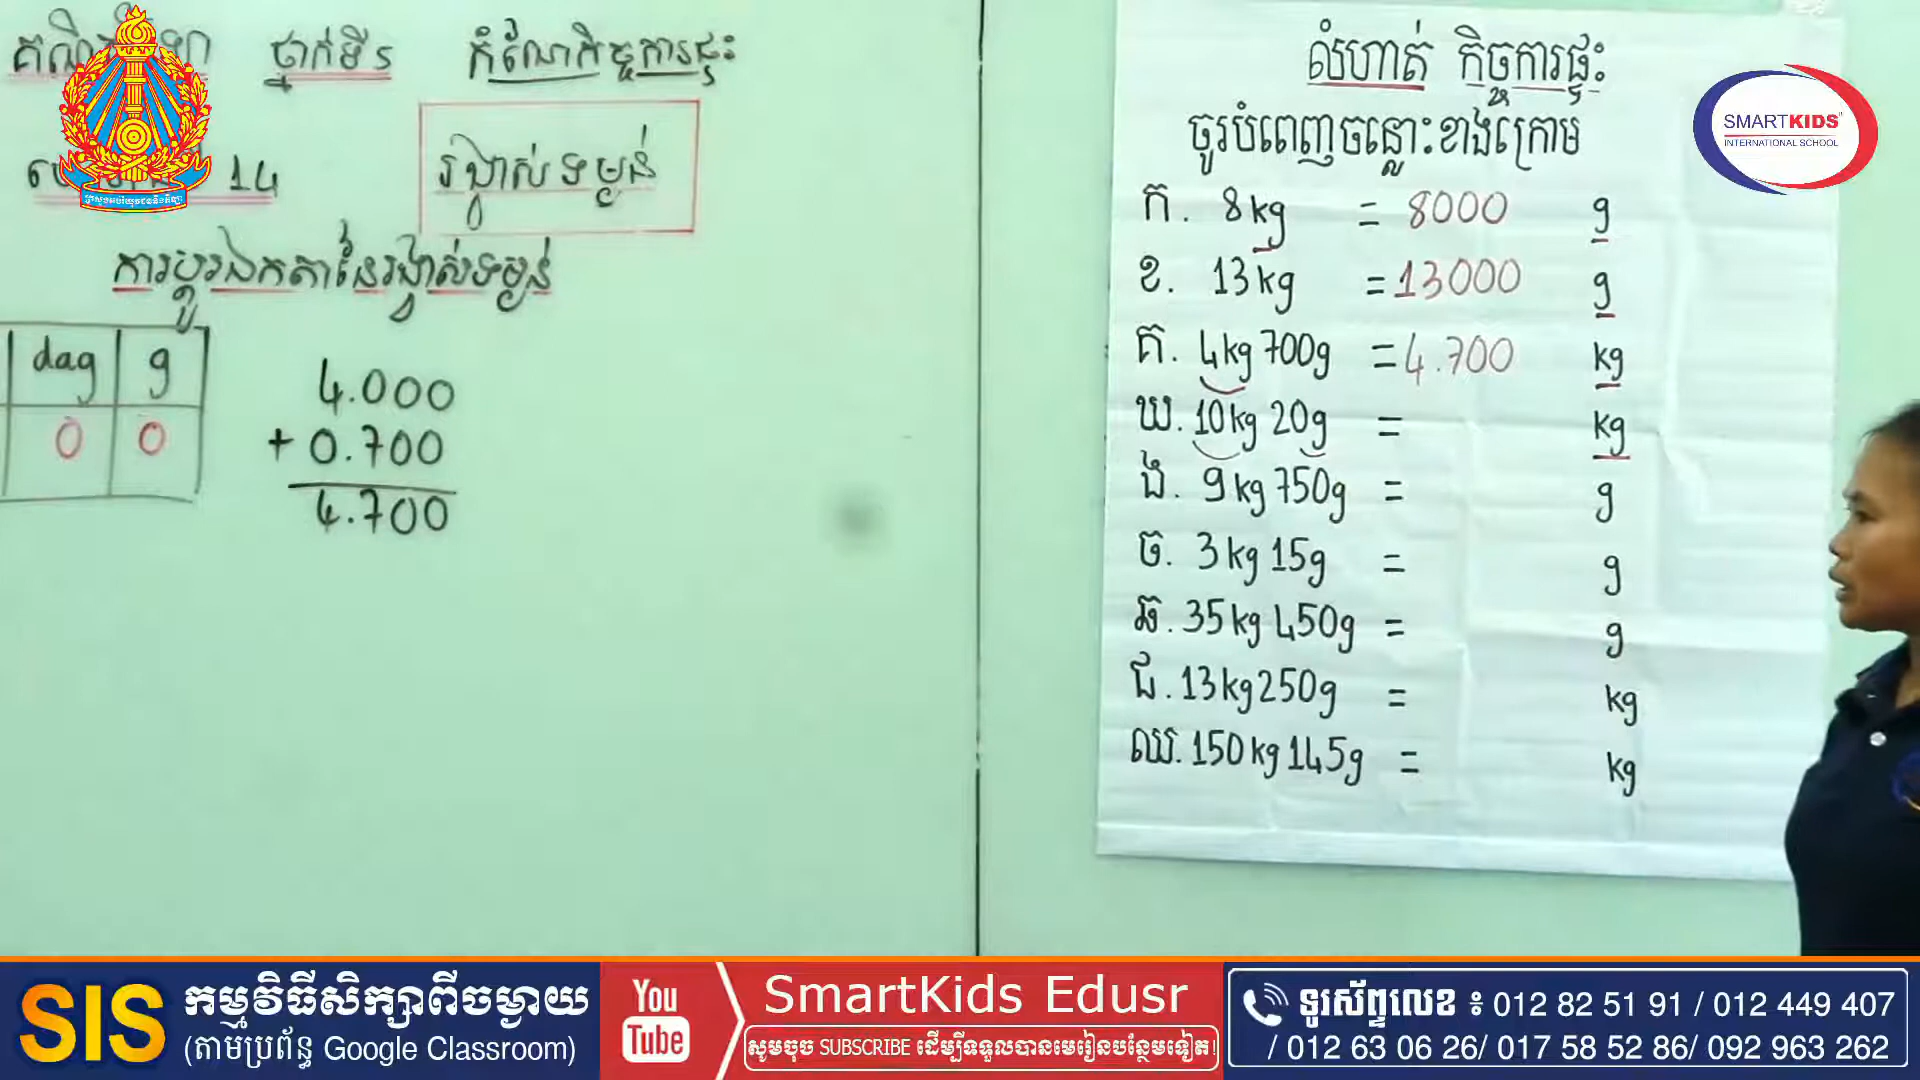 ថ្នាក់ទី5 កំណែកិច្ចការផ្ទះ
14
រង្វាស់ទម្ងន់
ការប្តូរឯកតានៃរង្វាស់ទម្ងន់
dag g
0 0
4.000
+ 0.700
4.700
លំហាត់ កិច្ចការផ្ទះ
ចូរបំពេញចន្លោះខាងក្រោម
ក. 8kg = 8000 g
ខ. 13kg = 13000 g
គ. 4kg 700g = 4.700 kg
ឃ. 10kg 20g = kg
ង. 9kg 750g = g
ច. 3kg 15g = g
ឆ. 35kg 450g = g
ជ. 13kg 250g = kg
ឈ. 150kg 145g = kg
SMARTKIDS
INTERNATIONAL SCHOOL
SIS
កម្មវិធីសិក្សាពីចម្ងាយ
(តាមប្រព័ន្ធ Google Classroom)
You
Tube
SmartKids Edusr
សូមចុច SUBSCRIBE ដើម្បីទទួលបានមេរៀនបន្ថែមទៀត!
ទូរស័ព្ទលេខ ៖ 012 82 51 91 / 012 449 407
/ 012 63 06 26/ 017 58 52 86/ 092 963 262